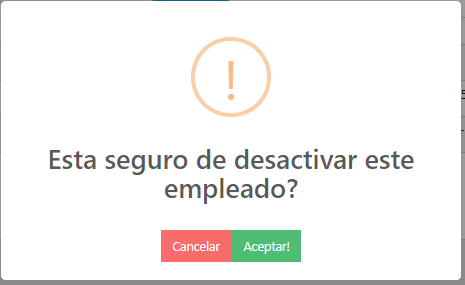 !
Esta seguro de desactivar este
empleado?
Cancelar Aceptar!